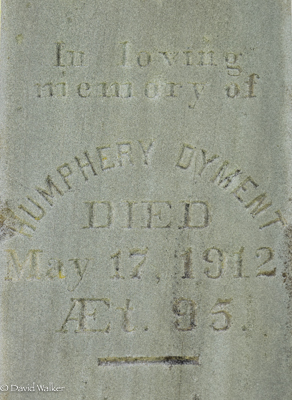 In loving
memory of
HUMPHERY DYMENT
DIED
May 17, 1912
Æt. 95.
© David Walker